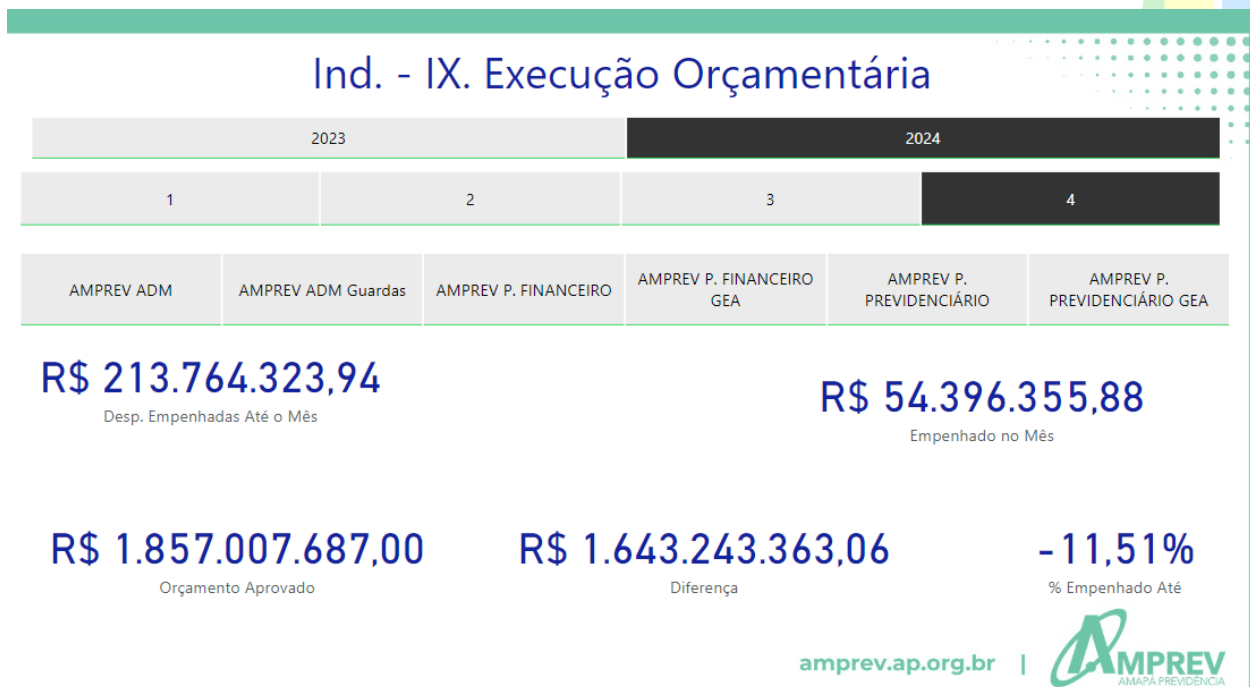 Ind. - IX. Execução Orçamentária
2023
2024
1
2
3
4
AMPREV ADM
AMPREV ADM Guardas
AMPREV P. FINANCEIRO
AMPREV P. FINANCEIRO
GEA
AMPREV P.
PREVIDENCIÁRIO
AMPREV P.
PREVIDENCIÁRIO GEA
R$ 213.764.323,94
Desp. Empenhadas Até o Mês
R$ 54.396.355,88
Empenhado no Mês
R$ 1.857.007.687,00
Orçamento Aprovado
R$ 1.643.243.363,06
Diferença
-11,51%
% Empenhado Até
amprev.ap.org.br |
AMPREV
AMAPÁ PREVIDÊNCIA